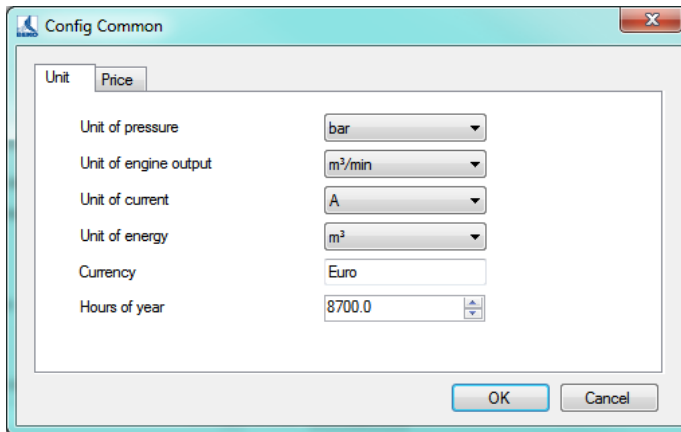 Config Common
Unit Price
Unit of pressure bar
Unit of engine output m³/min
Unit of current A
Unit of energy m³
Currency Euro
Hours of year 8700.0
OK Cancel